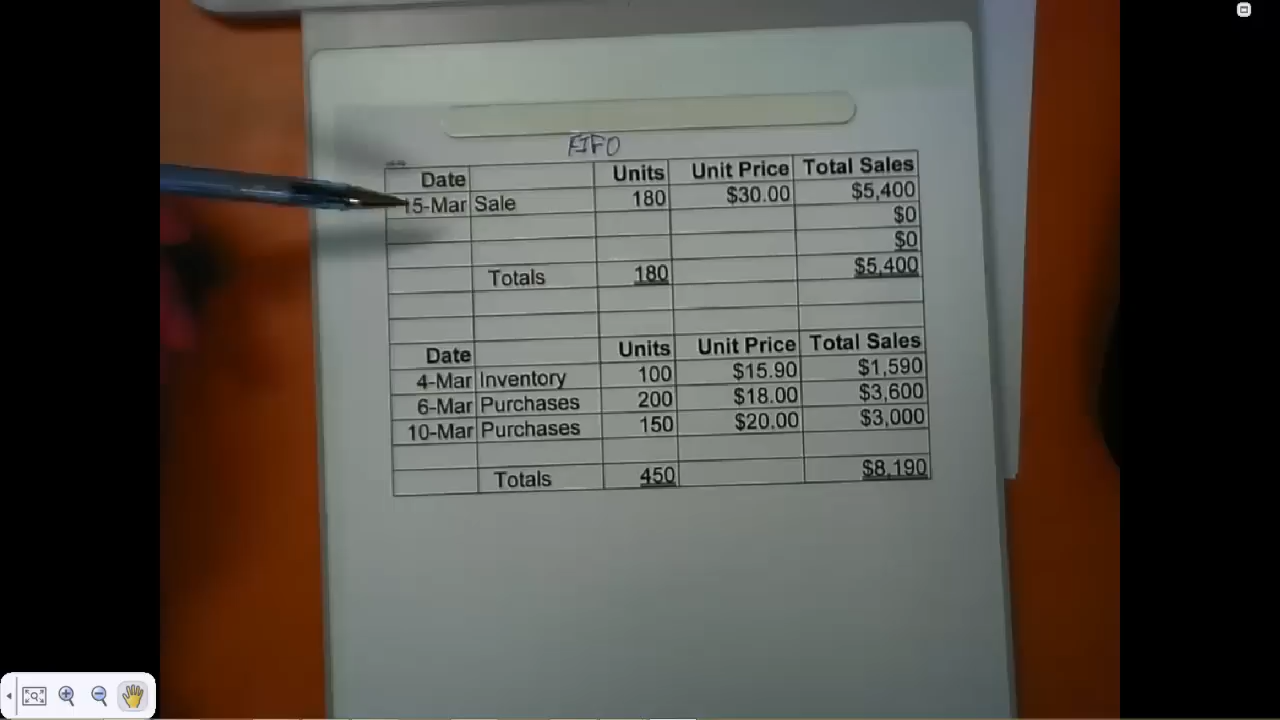 FIFO
Date Units Unit Price Total Sales
15-Mar Sale 180 $30.00 $5,400
$0
$0
Totals 180 $5,400
Date Units Unit Price Total Sales
4-Mar Inventory 100 $15.90 $1,590
6-Mar Purchases 200 $18.00 $3,600
10-Mar Purchases 150 $20.00 $3,000
Totals 450 $8,190